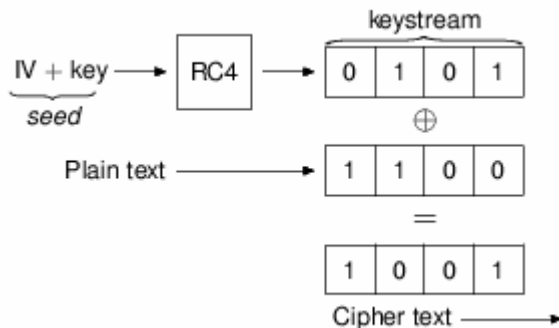 keystream
IV + key
RC4
0 1 0 1
seed
⊕
Plain text
1 1 0 0
=
1 0 0 1
Cipher text